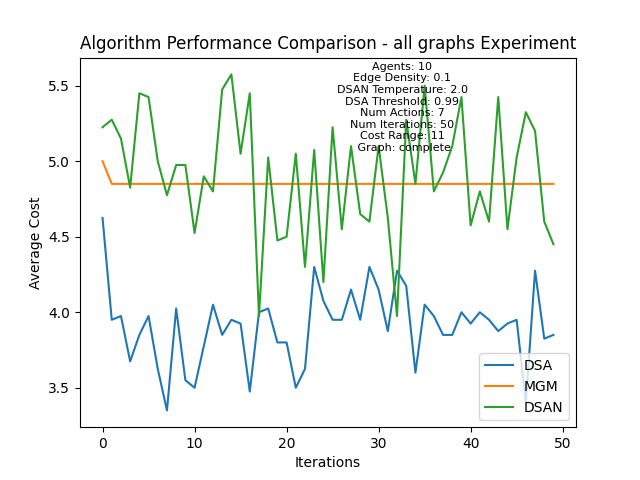 Algorithm Performance Comparison - all graphs Experiment
Agents: 10
Edge Density: 0.1
DSAN Temperature: 2.0
DSA Threshold: 0.99
Num Actions: 7
Num Iterations: 50
Cost Range: 11
Graph: complete
Average Cost
5.5
5.0
4.5
4.0
3.5
DSA
MGM
DSAN
0 10 20 30 40 50
Iterations